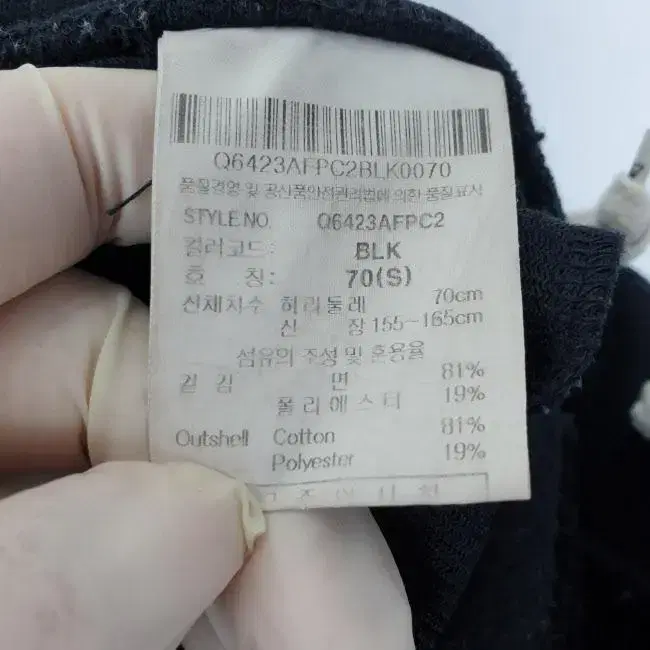 Q6423AFPC2BLK0070
품질경영 및 공산품안전관리법에 의한 품질표시
STYLE NO. Q6423AFPC2
컬러코드: BLK
호 칭: 70(S)
신체치수 허리둘레 70cm
신 장 155~165cm
섬유의 조성 및 혼용율
겉 감 면 81%
폴리에스터 19%
Outshell Cotton 81%
Polyester 19%